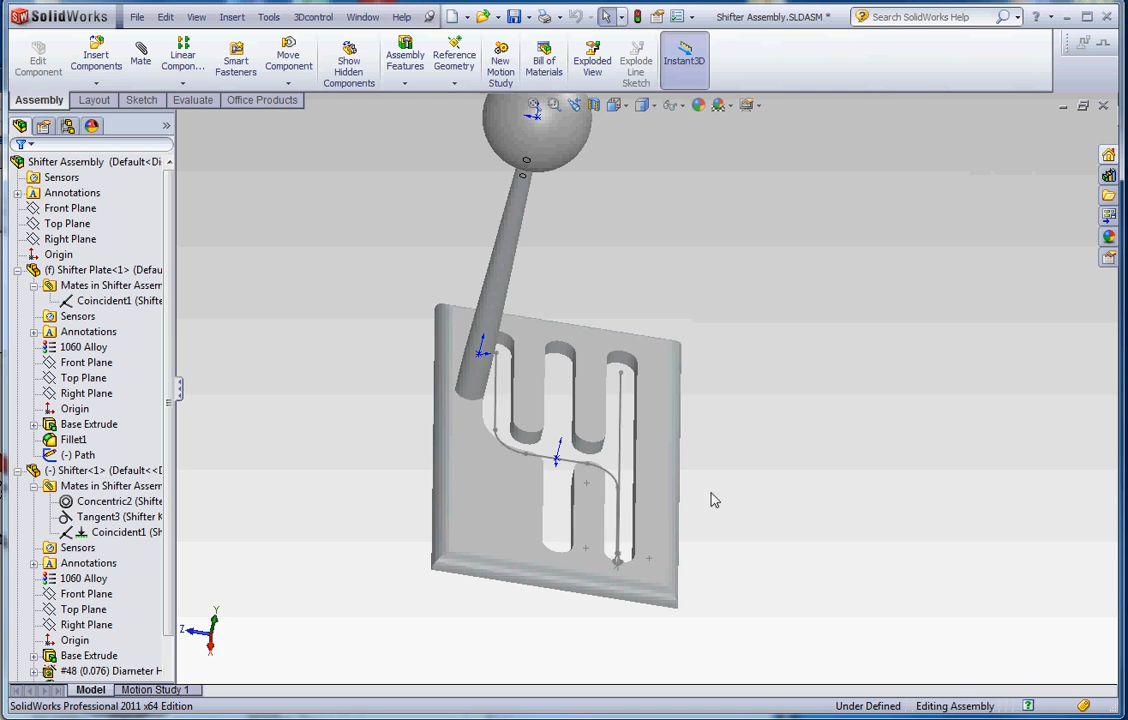 SolidWorks File Edit View Insert Tools 3Dcontrol Window Help Shifter Assembly.SLDASM * Search SolidWorks Help
Edit Component
Insert Components
Mate
Linear Compon...
Smart Fasteners
Move Component
Show Hidden Components
Assembly Features
Reference Geometry
New Motion Study
Bill of Materials
Exploded View
Explode Line Sketch
Instant3D
Assembly Layout Sketch Evaluate Office Products
Shifter Assembly (Default<Di
Sensors
Annotations
Front Plane
Top Plane
Right Plane
Origin
(f) Shifter Plate<1> (Defau
Mates in Shifter Assem
Coincident1 (Shifte
Sensors
Annotations
1060 Alloy
Front Plane
Top Plane
Right Plane
Origin
Base Extrude
Fillet1
(-) Path
(-) Shifter<1> (Default<<D
Mates in Shifter Assem
Concentric2 (Shifte
Tangent3 (Shifter K
Coincident1 (Sh
Sensors
Annotations
1060 Alloy
Front Plane
Top Plane
Right Plane
Origin
Base Extrude
#48 (0.076) Diameter H
Y
Z
X
Model Motion Study 1
SolidWorks Professional 2011 x64 Edition Under Defined Editing Assembly